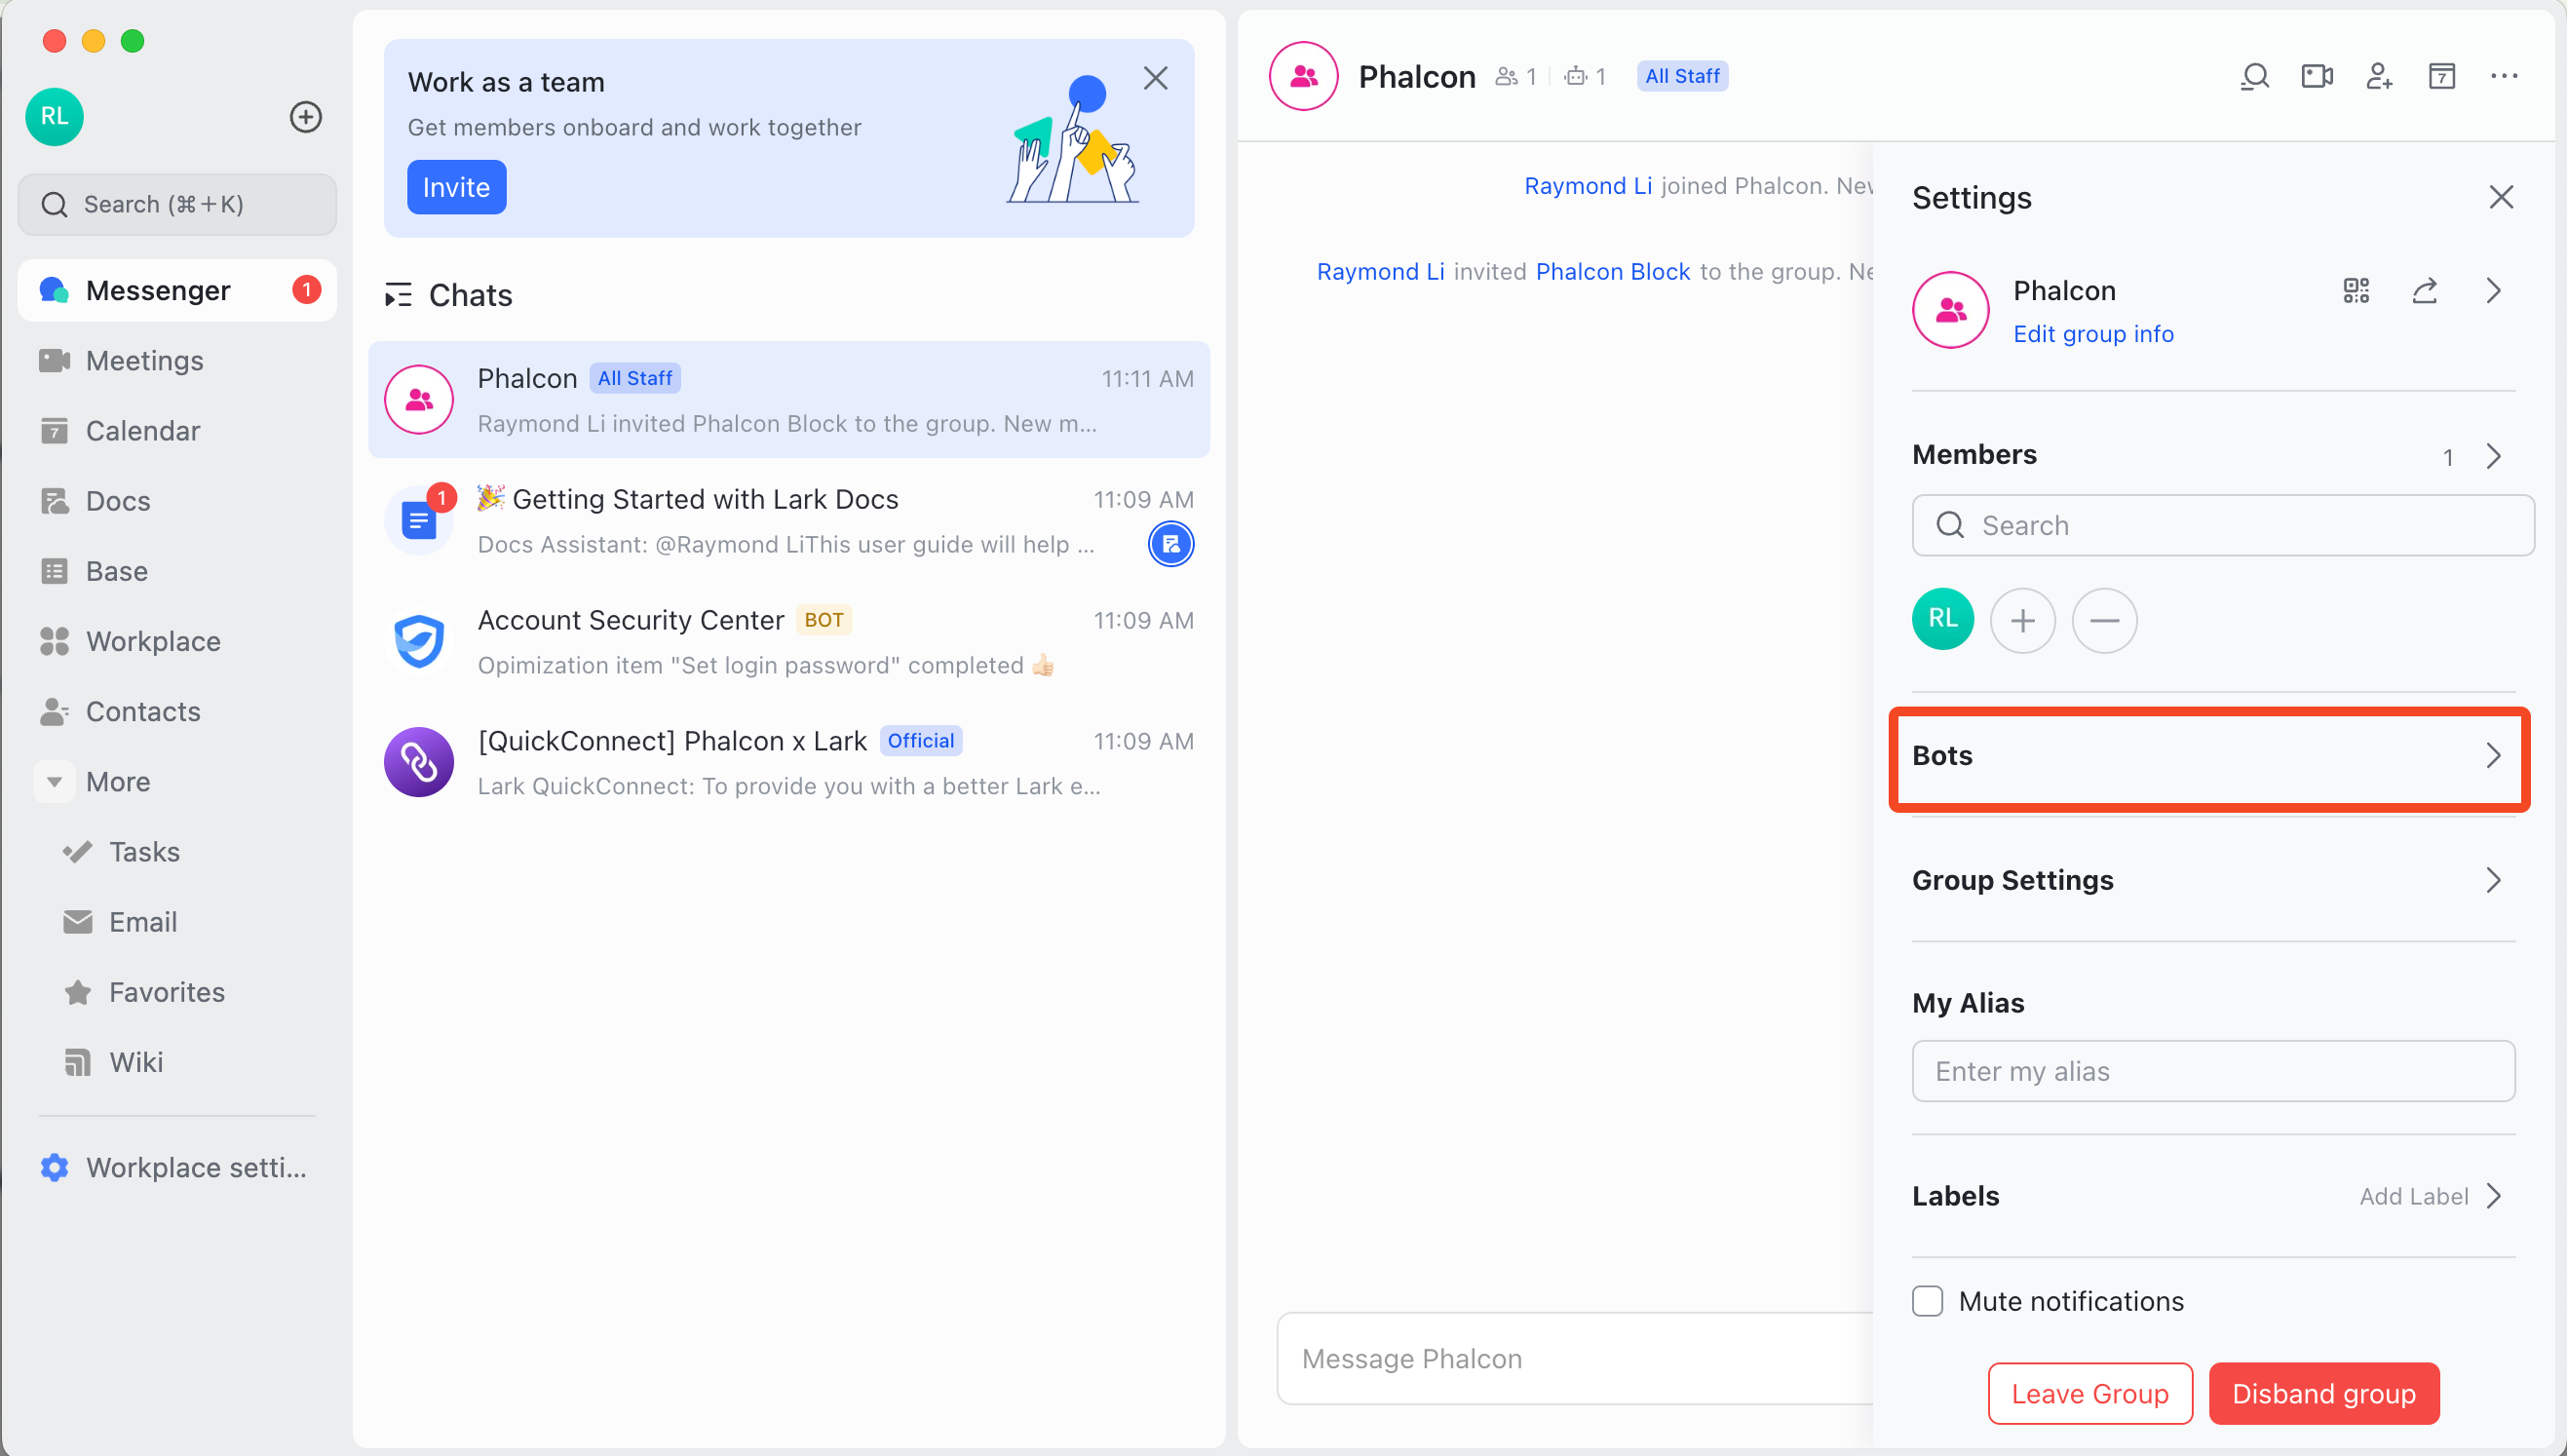 RL
Search (⌘+K)
Messenger 1
Meetings
7 Calendar
Docs
Base
Workplace
Contacts
More
Tasks
Email
Favorites
Wiki
Workplace setti...
Work as a team
Get members onboard and work together
Invite
Chats
Phalcon All Staff 11:11 AM
Raymond Li invited Phalcon Block to the group. New m...
1 🎉 Getting Started with Lark Docs 11:09 AM
Docs Assistant: @Raymond LiThis user guide will help ...
Account Security Center BOT 11:09 AM
Opimization item "Set login password" completed 👍🏻
[QuickConnect] Phalcon x Lark Official 11:09 AM
Lark QuickConnect: To provide you with a better Lark e...
Phalcon 1 1 All Staff 7 ...
Raymond Li joined Phalcon. New
Raymond Li invited Phalcon Block to the group. Ne
Message Phalcon
Settings
Phalcon
Edit group info
Members 1
Search
RL
Bots
Group Settings
My Alias
Enter my alias
Labels Add Label
Mute notifications
Leave Group Disband group